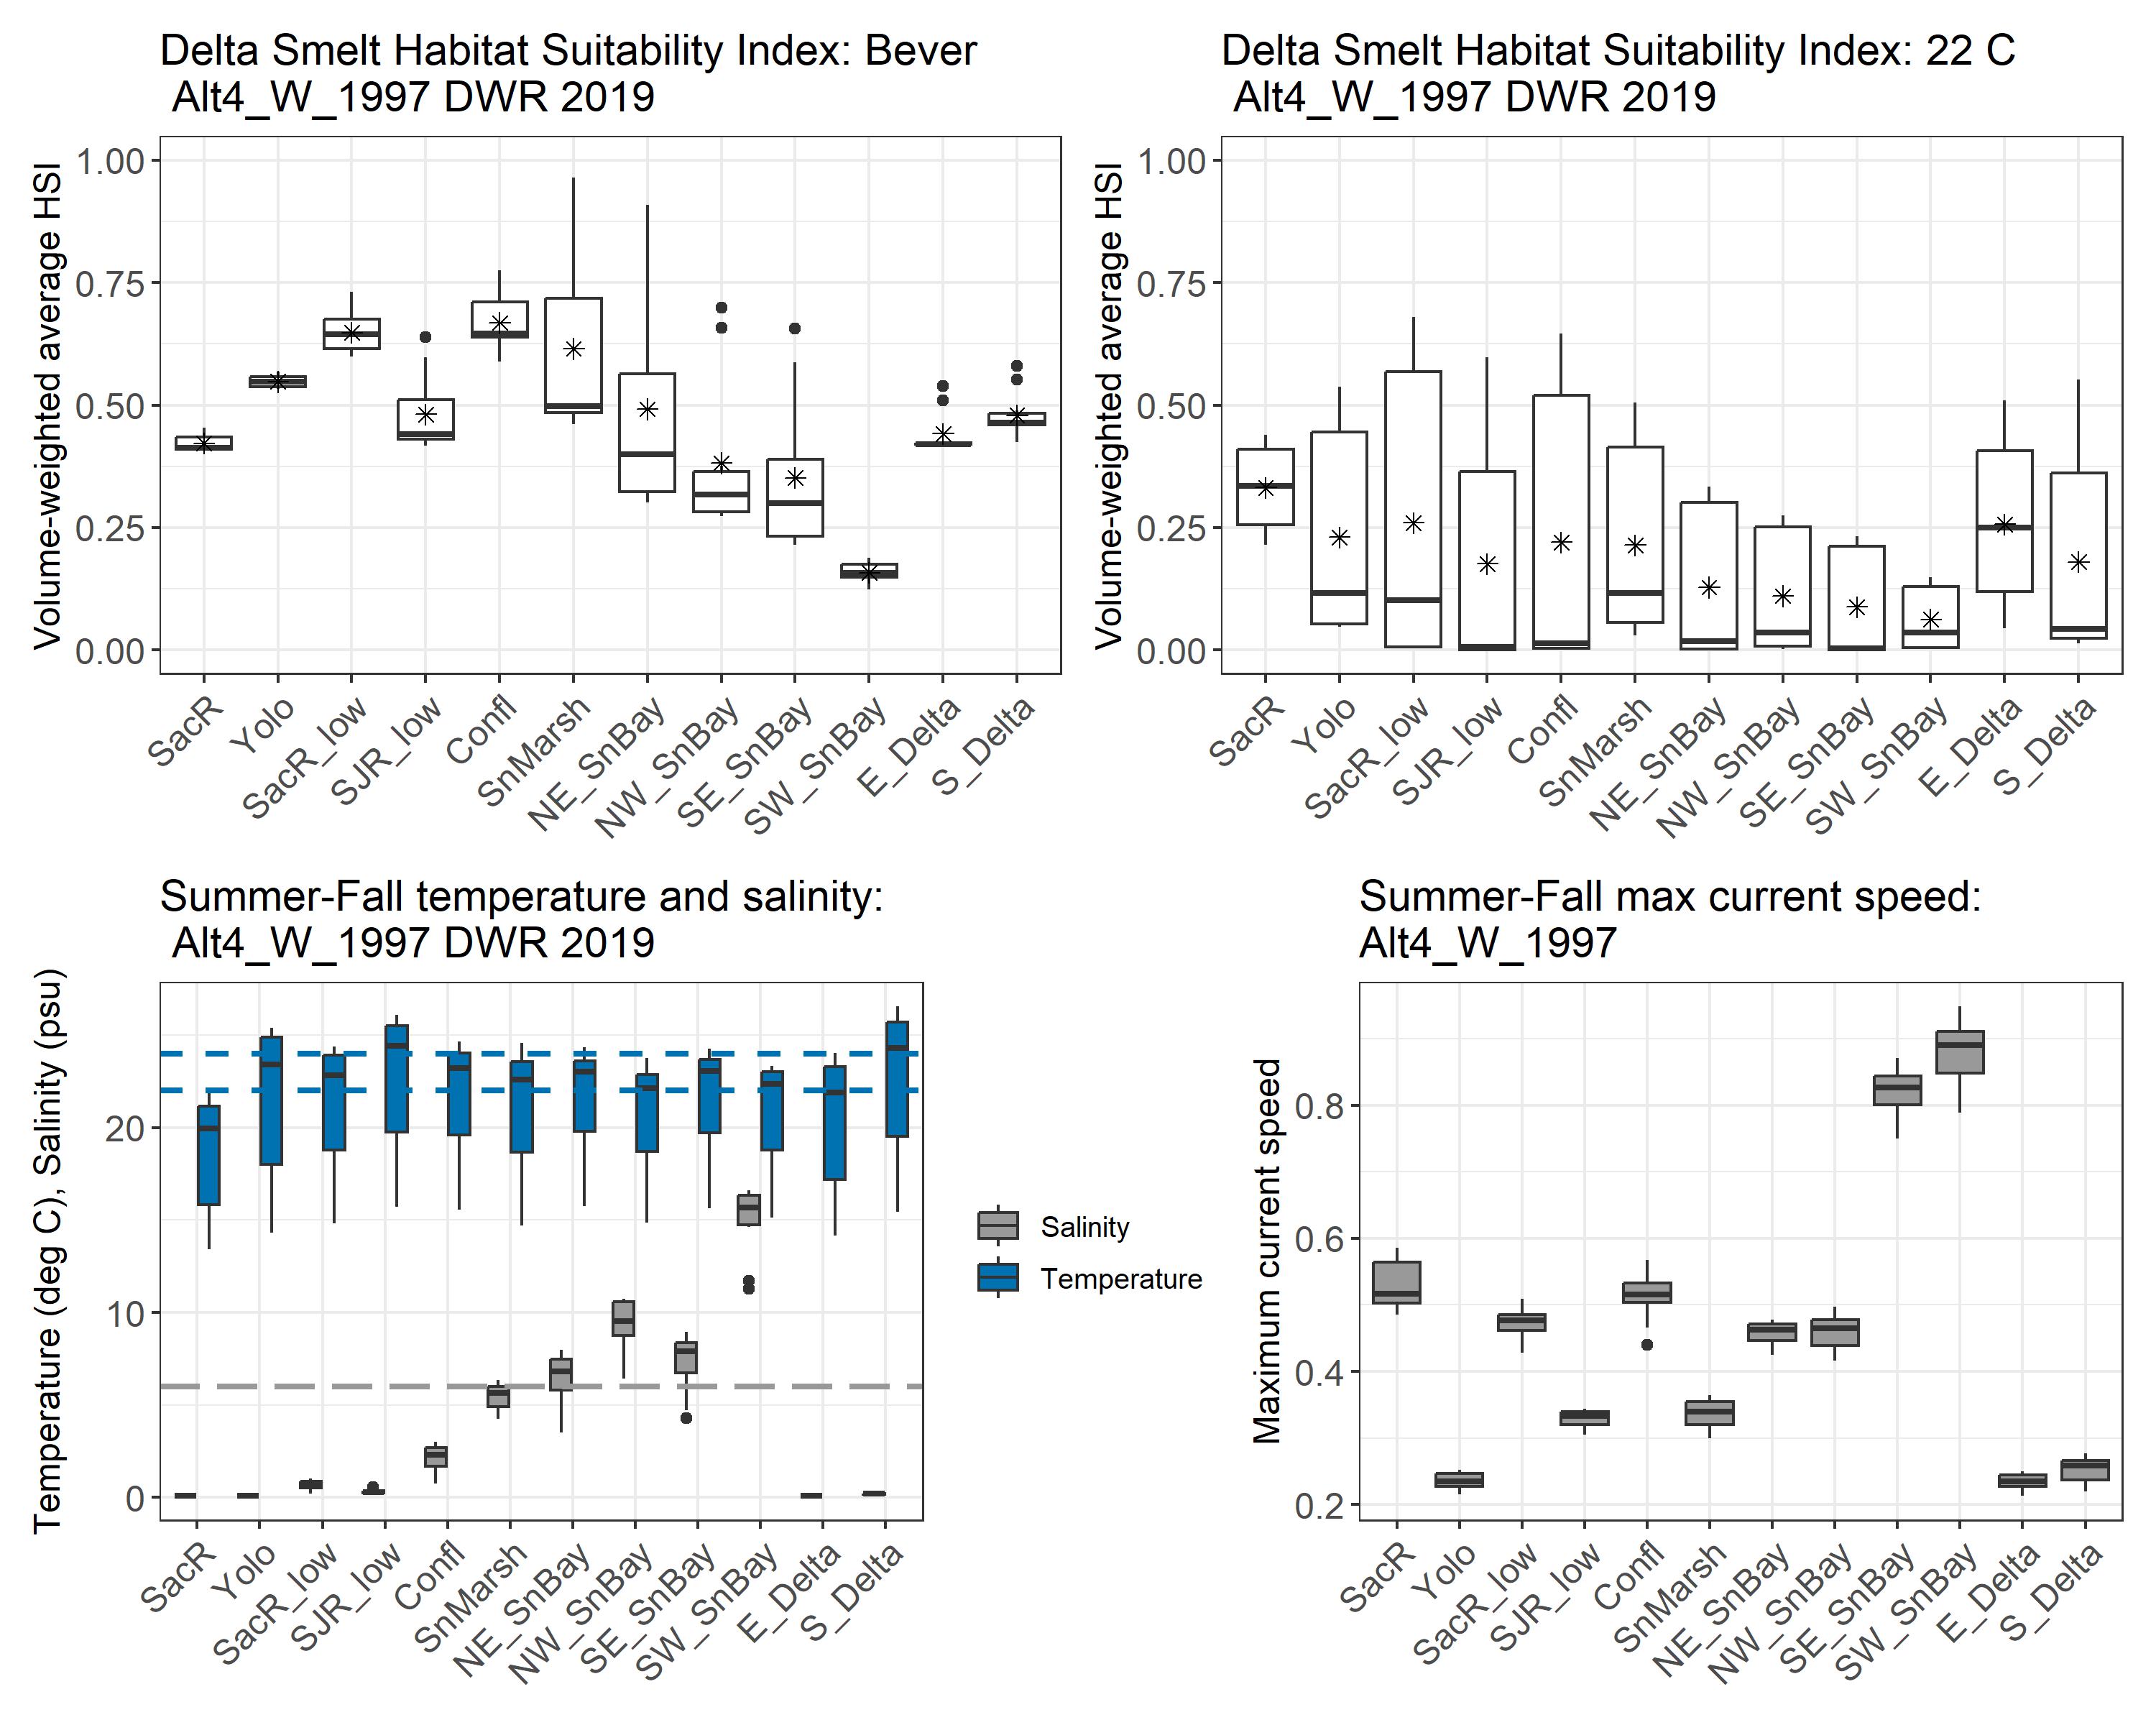 Delta Smelt Habitat Suitability Index: Bever
Alt4_W_1997 DWR 2019
Volume-weighted average HSI
1.00
0.75
0.50
0.25
0.00
SacR
Yolo
SacR_low
SJR_low
Confl
SnMarsh
NE_SnBay
NW_SnBay
SE_SnBay
SW_SnBay
E_Delta
S_Delta
Delta Smelt Habitat Suitability Index: 22 C
Alt4_W_1997 DWR 2019
Volume-weighted average HSI
1.00
0.75
0.50
0.25
0.00
SacR
Yolo
SacR_low
SJR_low
Confl
SnMarsh
NE_SnBay
NW_SnBay
SE_SnBay
SW_SnBay
E_Delta
S_Delta
Summer-Fall temperature and salinity:
Alt4_W_1997 DWR 2019
Temperature (deg C), Salinity (psu)
20
10
0
SacR
Yolo
SacR_low
SJR_low
Confl
SnMarsh
NE_SnBay
NW_SnBay
SE_SnBay
SW_SnBay
E_Delta
S_Delta
Salinity
Temperature
Summer-Fall max current speed:
Alt4_W_1997
Maximum current speed
0.8
0.6
0.4
0.2
SacR
Yolo
SacR_low
SJR_low
Confl
SnMarsh
NE_SnBay
NW_SnBay
SE_SnBay
SW_SnBay
E_Delta
S_Delta